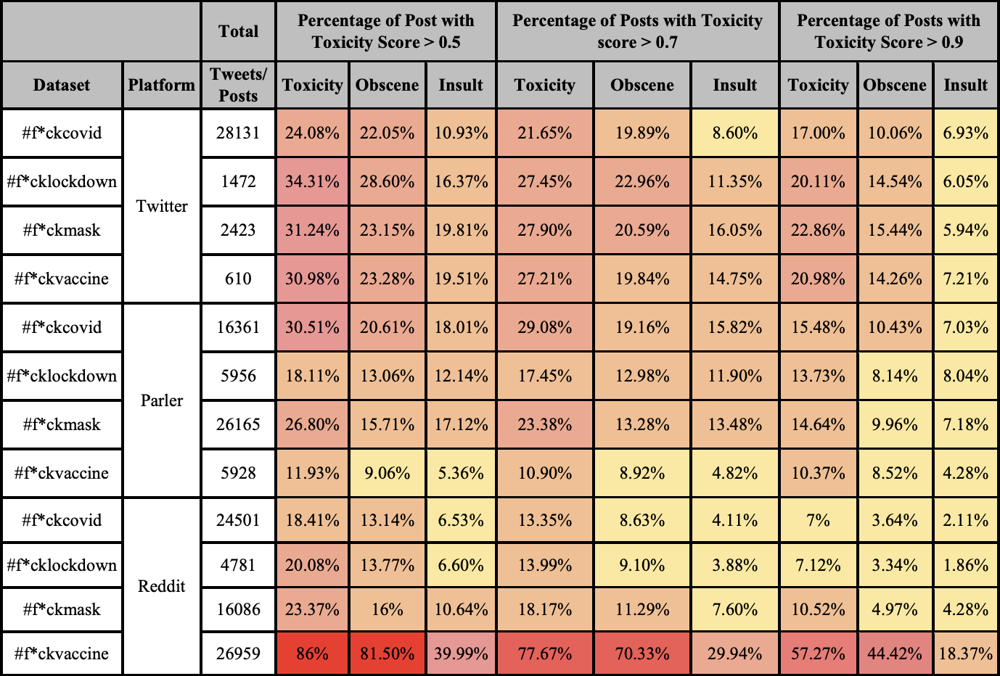 Total
Percentage of Post with
Toxicity Score > 0.5
Percentage of Posts with Toxicity
score > 0.7
Percentage of Posts with
Toxicity Score > 0.9
Dataset Platform Tweets/
Posts Toxicity Obscene Insult Toxicity Obscene Insult Toxicity Obscene Insult
#f*ckcovid 28131 24.08% 22.05% 10.93% 21.65% 19.89% 8.60% 17.00% 10.06% 6.93%
#f*cklockdown 1472 34.31% 28.60% 16.37% 27.45% 22.96% 11.35% 20.11% 14.54% 6.05%
Twitter
#f*ckmask 2423 31.24% 23.15% 19.81% 27.90% 20.59% 16.05% 22.86% 15.44% 5.94%
#f*ckvaccine 610 30.98% 23.28% 19.51% 27.21% 19.84% 14.75% 20.98% 14.26% 7.21%
#f*ckcovid 16361 30.51% 20.61% 18.01% 29.08% 19.16% 15.82% 15.48% 10.43% 7.03%
#f*cklockdown 5956 18.11% 13.06% 12.14% 17.45% 12.98% 11.90% 13.73% 8.14% 8.04%
Parler
#f*ckmask 26165 26.80% 15.71% 17.12% 23.38% 13.28% 13.48% 14.64% 9.96% 7.18%
#f*ckvaccine 5928 11.93% 9.06% 5.36% 10.90% 8.92% 4.82% 10.37% 8.52% 4.28%
#f*ckcovid 24501 18.41% 13.14% 6.53% 13.35% 8.63% 4.11% 7% 3.64% 2.11%
#f*cklockdown 4781 20.08% 13.77% 6.60% 13.99% 9.10% 3.88% 7.12% 3.34% 1.86%
Reddit
#f*ckmask 16086 23.37% 16% 10.64% 18.17% 11.29% 7.60% 10.52% 4.97% 4.28%
#f*ckvaccine 26959 86% 81.50% 39.99% 77.67% 70.33% 29.94% 57.27% 44.42% 18.37%